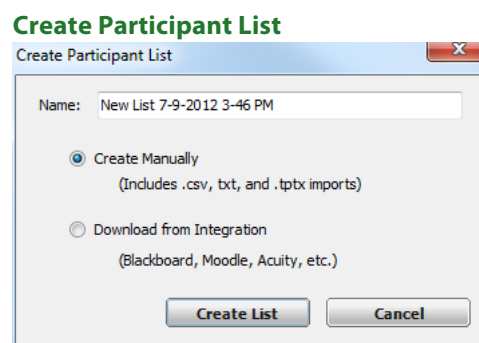 Create Participant List
Create Participant List
Name: New List 7-9-2012 3-46 PM
Create Manually
(Includes .csv, txt, and .tptx imports)
Download from Integration
(Blackboard, Moodle, Acuity, etc.)
Create List Cancel